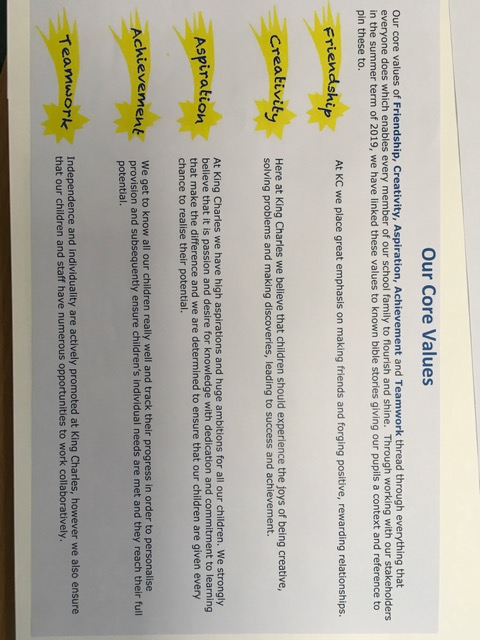 Our Core Values
Our core values of Friendship, Creativity, Aspiration, Achievement and Teamwork thread through everything that
everyone does which enables every member of our school family to flourish and shine. Through working with our stakeholders
in the summer term of 2019, we have linked these values to known bible stories giving our pupils a context and reference to
pin these to.
Friendship
At KC we place great emphasis on making friends and forging positive, rewarding relationships.
Creativity
Here at King Charles we believe that children should experience the joys of being creative,
solving problems and making discoveries, leading to success and achievement.
Aspiration
At King Charles we have high aspirations and huge ambitions for all our children. We strongly
believe that it is passion and desire for knowledge with dedication and commitment to learning
that make the difference and we are determined to ensure that our children are given every
chance to realise their potential.
Achievement
We get to know all our children really well and track their progress in order to personalise
provision and subsequently ensure children's individual needs are met and they reach their full
potential.
Teamwork
Independence and individuality are actively promoted at King Charles, however we also ensure
that our children and staff have numerous opportunities to work collaboratively.